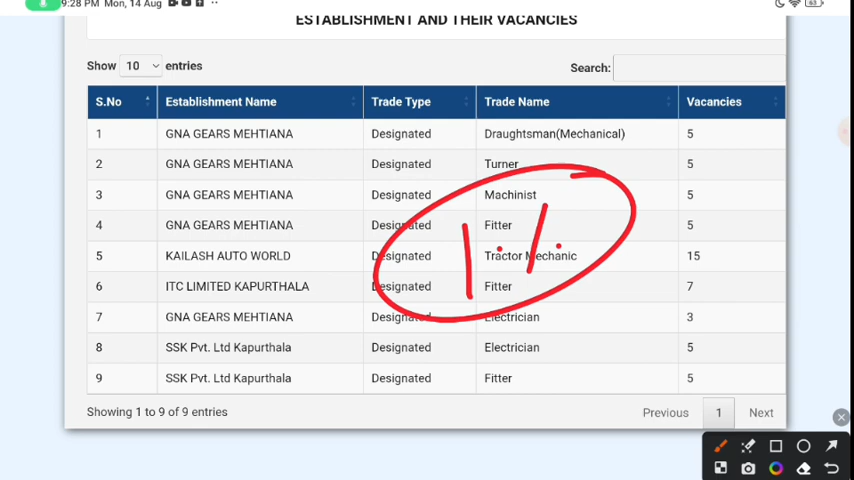 9:28 PM Mon, 14 Aug
63
ESTABLISHMENT AND THEIR VACANCIES
Show 10 entries Search:
S.No Establishment Name Trade Type Trade Name Vacancies
1 GNA GEARS MEHTIANA Designated Draughtsman(Mechanical) 5
2 GNA GEARS MEHTIANA Designated Turner 5
3 GNA GEARS MEHTIANA Designated Machinist 5
4 GNA GEARS MEHTIANA Designated Fitter 5
5 KAILASH AUTO WORLD Designated Tractor Mechanic 15
6 ITC LIMITED KAPURTHALA Designated Fitter 7
7 GNA GEARS MEHTIANA Designated Electrician 3
8 SSK Pvt. Ltd Kapurthala Designated Electrician 5
9 SSK Pvt. Ltd Kapurthala Designated Fitter 5
1%
Showing 1 to 9 of 9 entries Previous 1 Next